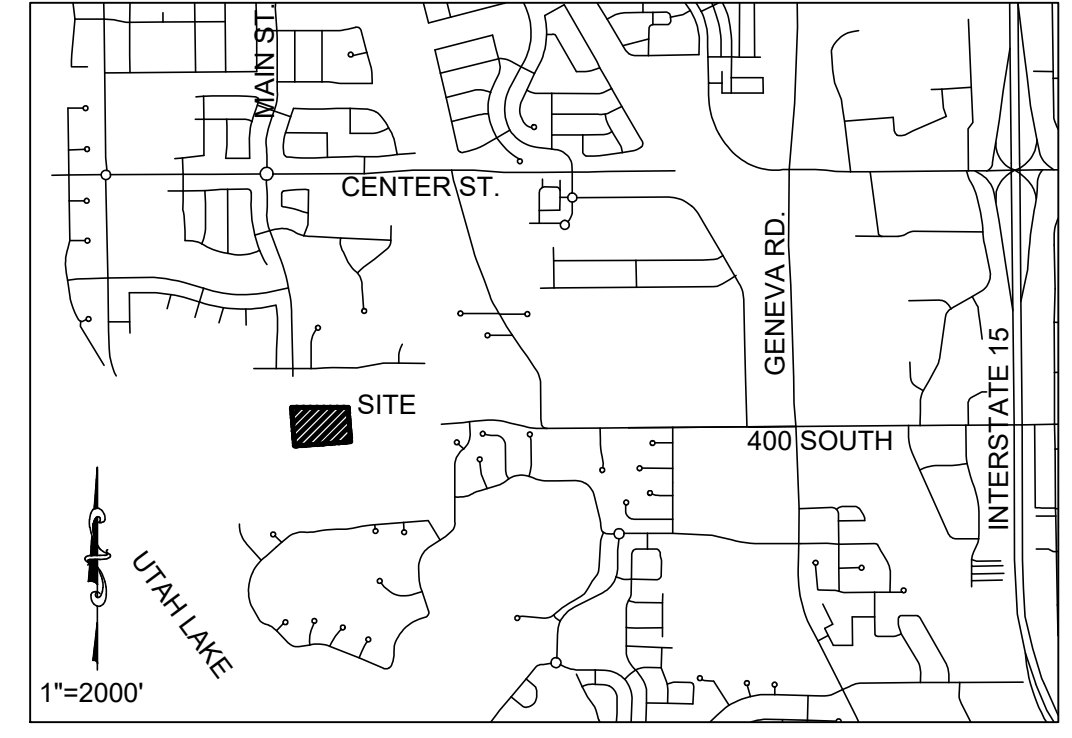 MAIN ST.
CENTER ST.
GENEVA RD.
INTERSTATE 15
SITE
400 SOUTH
UTAH LAKE
1"=2000'